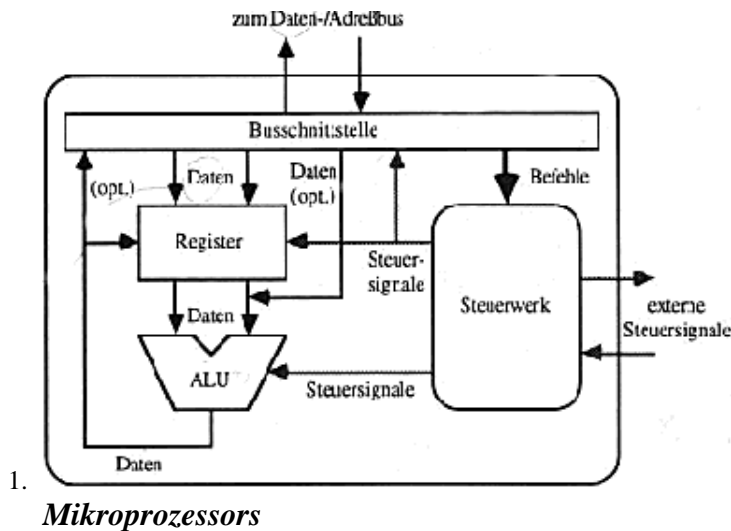 zum Daten-/Adreßbus
Busschnittstelle
(opt.)
Daten
Daten
(opt.)
Befehle
Register
Steuer-
signale
Steuerwerk
externe
Steuersignale
Daten
ALU
Steuersignale
Daten
1.
Mikroprozessors